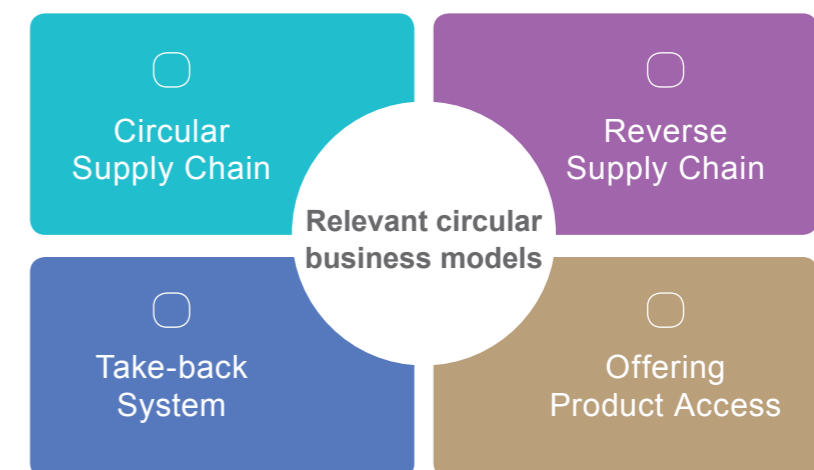 Circular
Supply Chain
Reverse
Supply Chain
Relevant circular
business models
Take-back
System
Offering
Product Access